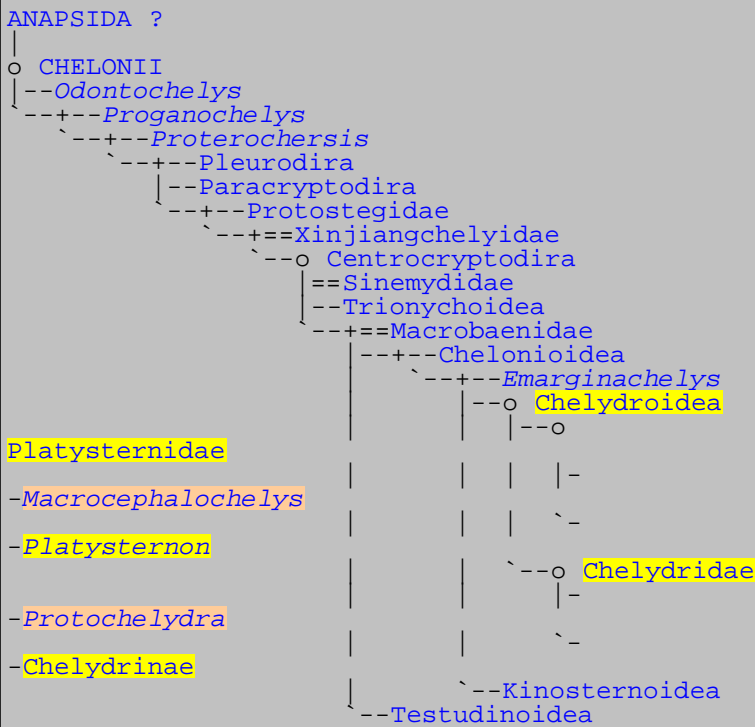 ANAPSIDA ?
|
o CHELONII
|--Odontochelys
`--+--Proganochelys
`--+--Proterochersis
`--+--Pleurodira
|--Paracryptodira
`--+--Protostegidae
`--+==Xinjiangchelyidae
`--o Centrocryptodira
|==Sinemydidae
|--Trionychoidea
`--+==Macrobaenidae
|--+--Chelonioidea
| `--+--Emarginachelys
| |--o Chelydroidea
| | |--o
Platysternidae
| | | |-
-Macrocephalochelys
| | | `-
-Platysternon
| | `--o Chelydridae
| | |-
-Protochelydra
| | `-
-Chelydrinae
| `--Kinosternoidea
`--Testudinoidea